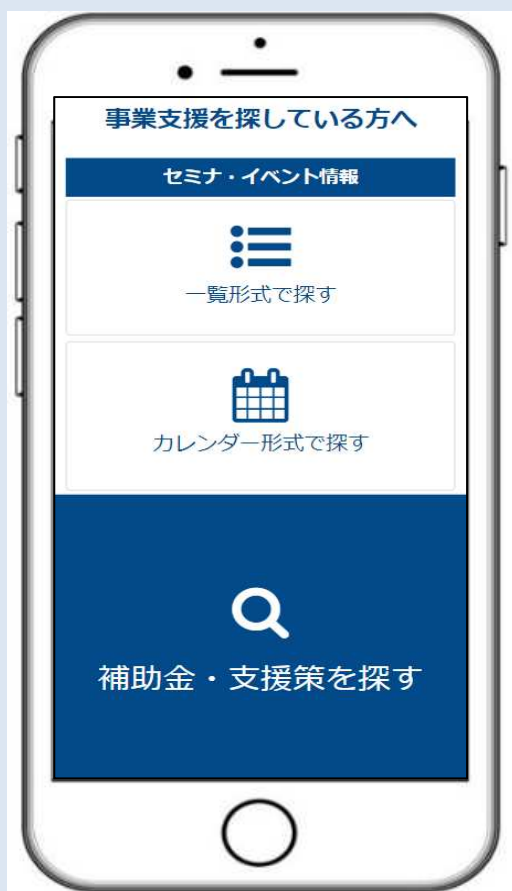 事業支援を探している方へ
セミナ・イベント情報
一覧形式で探す
カレンダー形式で探す
補助金・支援策を探す